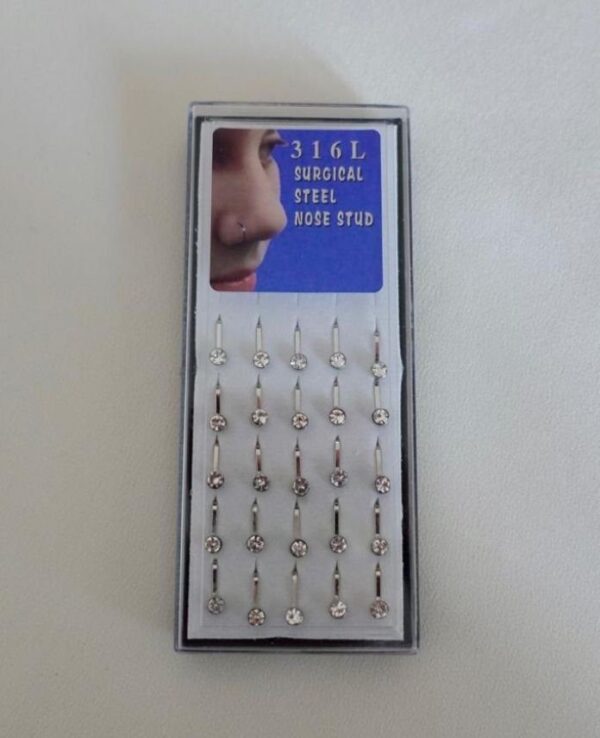 316L
SURGICAL
STEEL
NOSE STUD